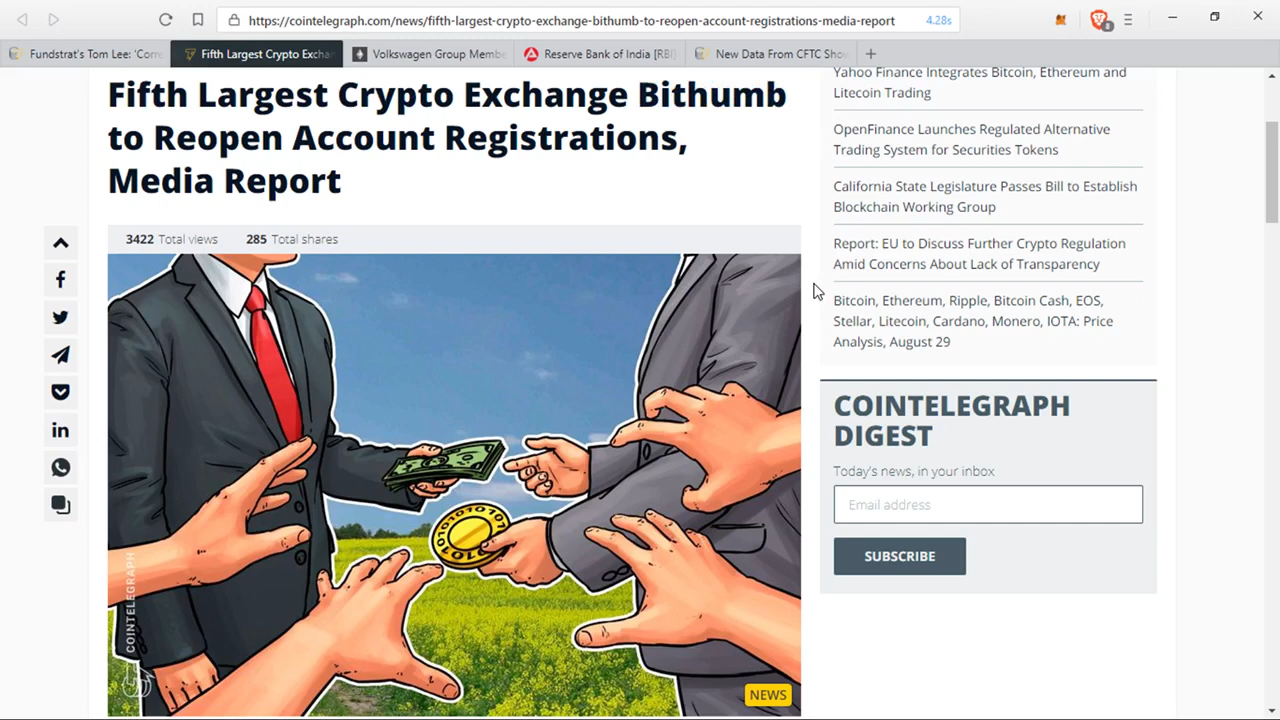 https://cointelegraph.com/news/fifth-largest-crypto-exchange-bithumb-to-reopen-account-registrations-media-report
4.28s
8
Fundstrat's Tom Lee: 'Corre
Fifth Largest Crypto Exchan
Volkswagen Group Membe
Reserve Bank of India [RBI]
New Data From CFTC Show
Fifth Largest Crypto Exchange Bithumb
to Reopen Account Registrations,
Media Report
3422 Total views 285 Total shares
COINTELEGRAPH
NEWS
Yahoo Finance Integrates Bitcoin, Ethereum and
Litecoin Trading
OpenFinance Launches Regulated Alternative
Trading System for Securities Tokens
California State Legislature Passes Bill to Establish
Blockchain Working Group
Report: EU to Discuss Further Crypto Regulation
Amid Concerns About Lack of Transparency
Bitcoin, Ethereum, Ripple, Bitcoin Cash, EOS,
Stellar, Litecoin, Cardano, Monero, IOTA: Price
Analysis, August 29
COINTELEGRAPH
DIGEST
Today's news, in your inbox
Email address
SUBSCRIBE